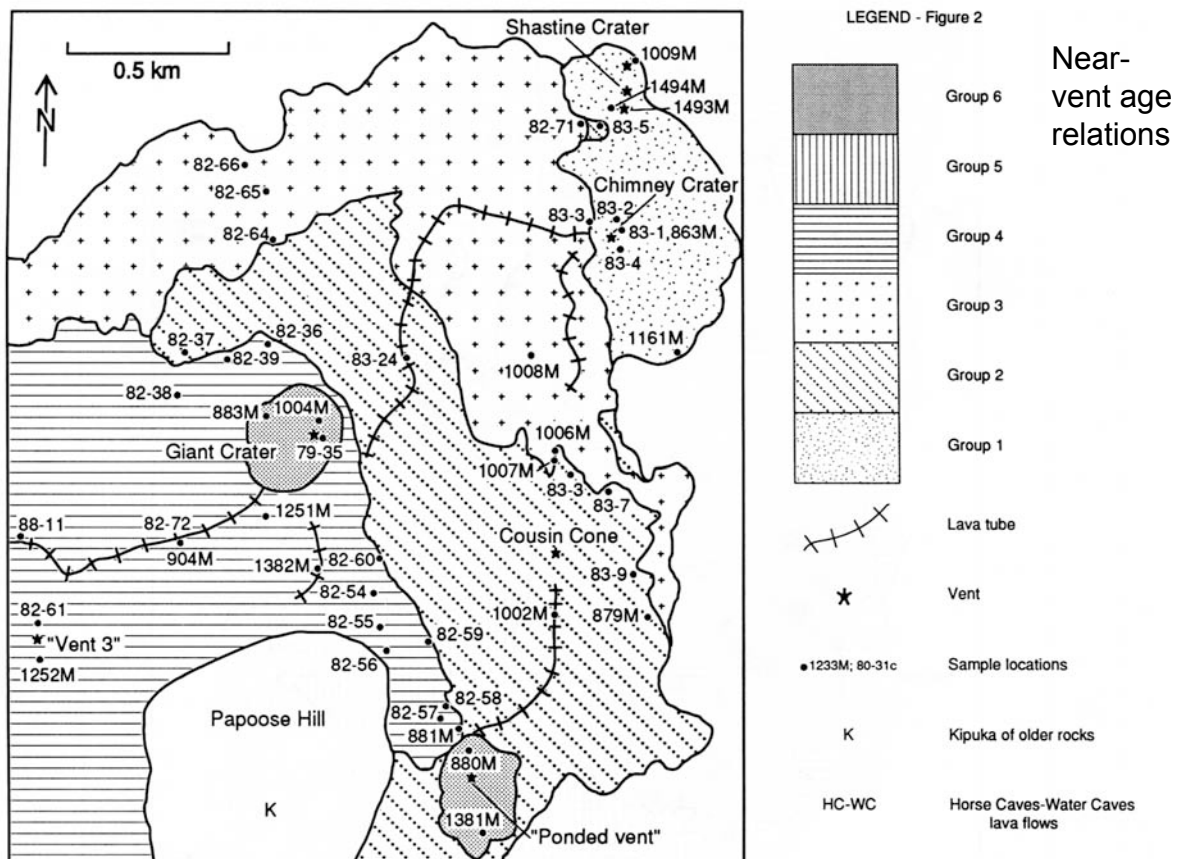 Shastine Crater
1009M
0.5 km
1494M
N
1493M
82-71
83-5
82-66
82-65
Chimney Crater
83-3
83-2
82-64
83-1,863M
83-4
82-36
1161M
82-37
83-24
82-39
1008M
82-38
1004M
883M
1006M
Giant Crater
79-35
1007M
83-3
83-7
1251M
88-11
82-72
Cousin Cone
904M
1382M
82-60
83-9
82-54
82-61
1002M
879M
"Vent 3"
82-55
82-59
1252M
82-56
82-58
Papoose Hill
82-57
881M
880M
K
1381M
"Ponded vent"
LEGEND - Figure 2
Near-
vent age
relations
Group 6
Group 5
Group 4
Group 3
Group 2
Group 1
Lava tube
Vent
1233M; 80-31c
Sample locations
K
Kipuka of older rocks
HC-WC
Horse Caves-Water Caves
lava flows